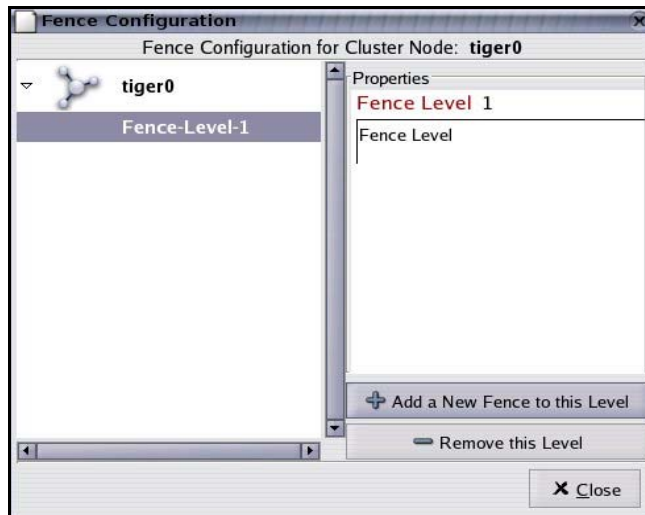 Fence Configuration
Fence Configuration for Cluster Node: tiger0
tiger0
Fence-Level-1
Properties
Fence Level 1
Fence Level
Add a New Fence to this Level
Remove this Level
Close